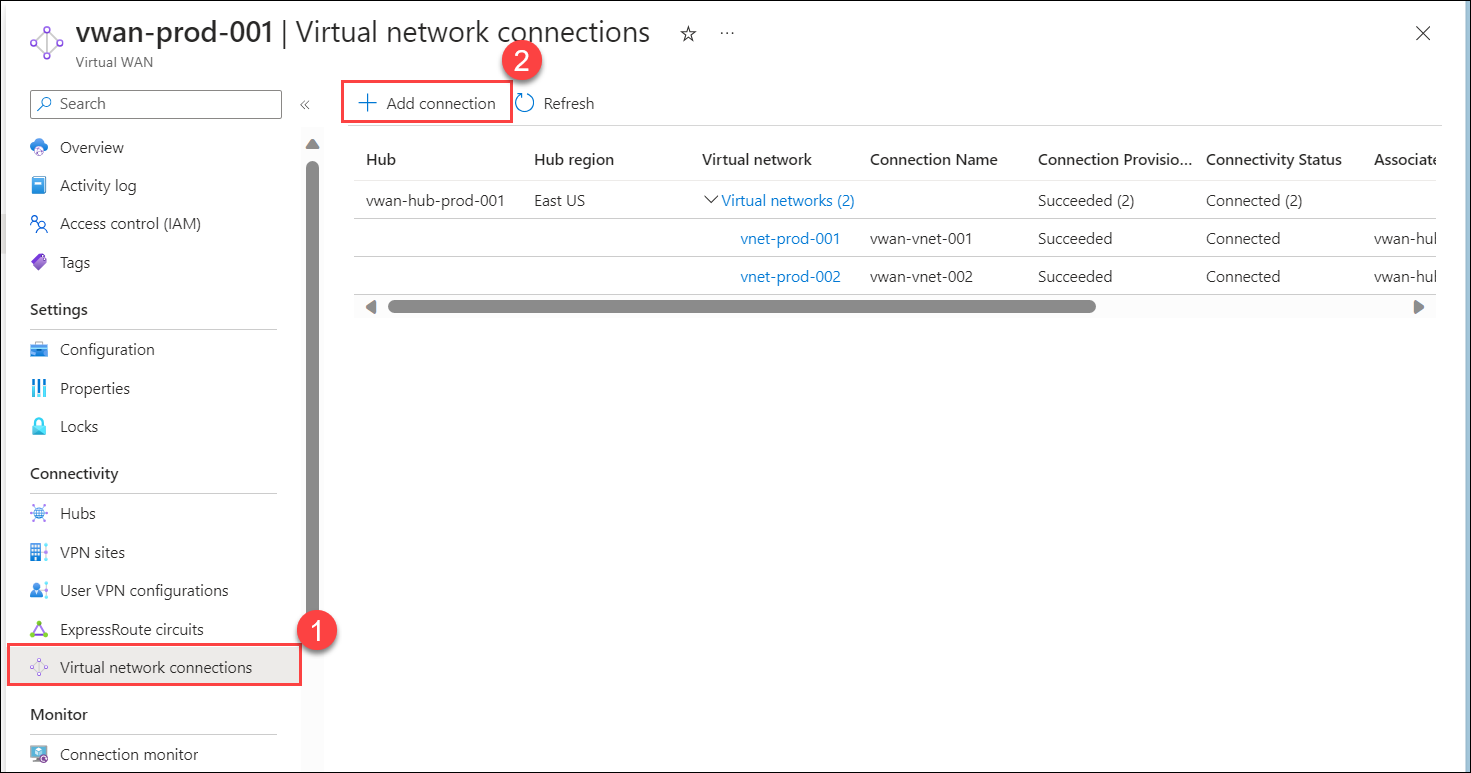 vwan-prod-001 | Virtual network connections ☆ ...
Virtual WAN
2
Search «
+ Add connection Refresh
Overview
Activity log
Access control (IAM)
Tags
Settings
Configuration
Properties
Locks
Connectivity
Hubs
VPN sites
User VPN configurations
ExpressRoute circuits
1
Virtual network connections
Monitor
Connection monitor
Hub Hub region Virtual network Connection Name Connection Provisio... Connectivity Status Associate
vwan-hub-prod-001 East US Virtual networks (2) Succeeded (2) Connected (2)
vnet-prod-001 vwan-vnet-001 Succeeded Connected vwan-hul
vnet-prod-002 vwan-vnet-002 Succeeded Connected vwan-hul